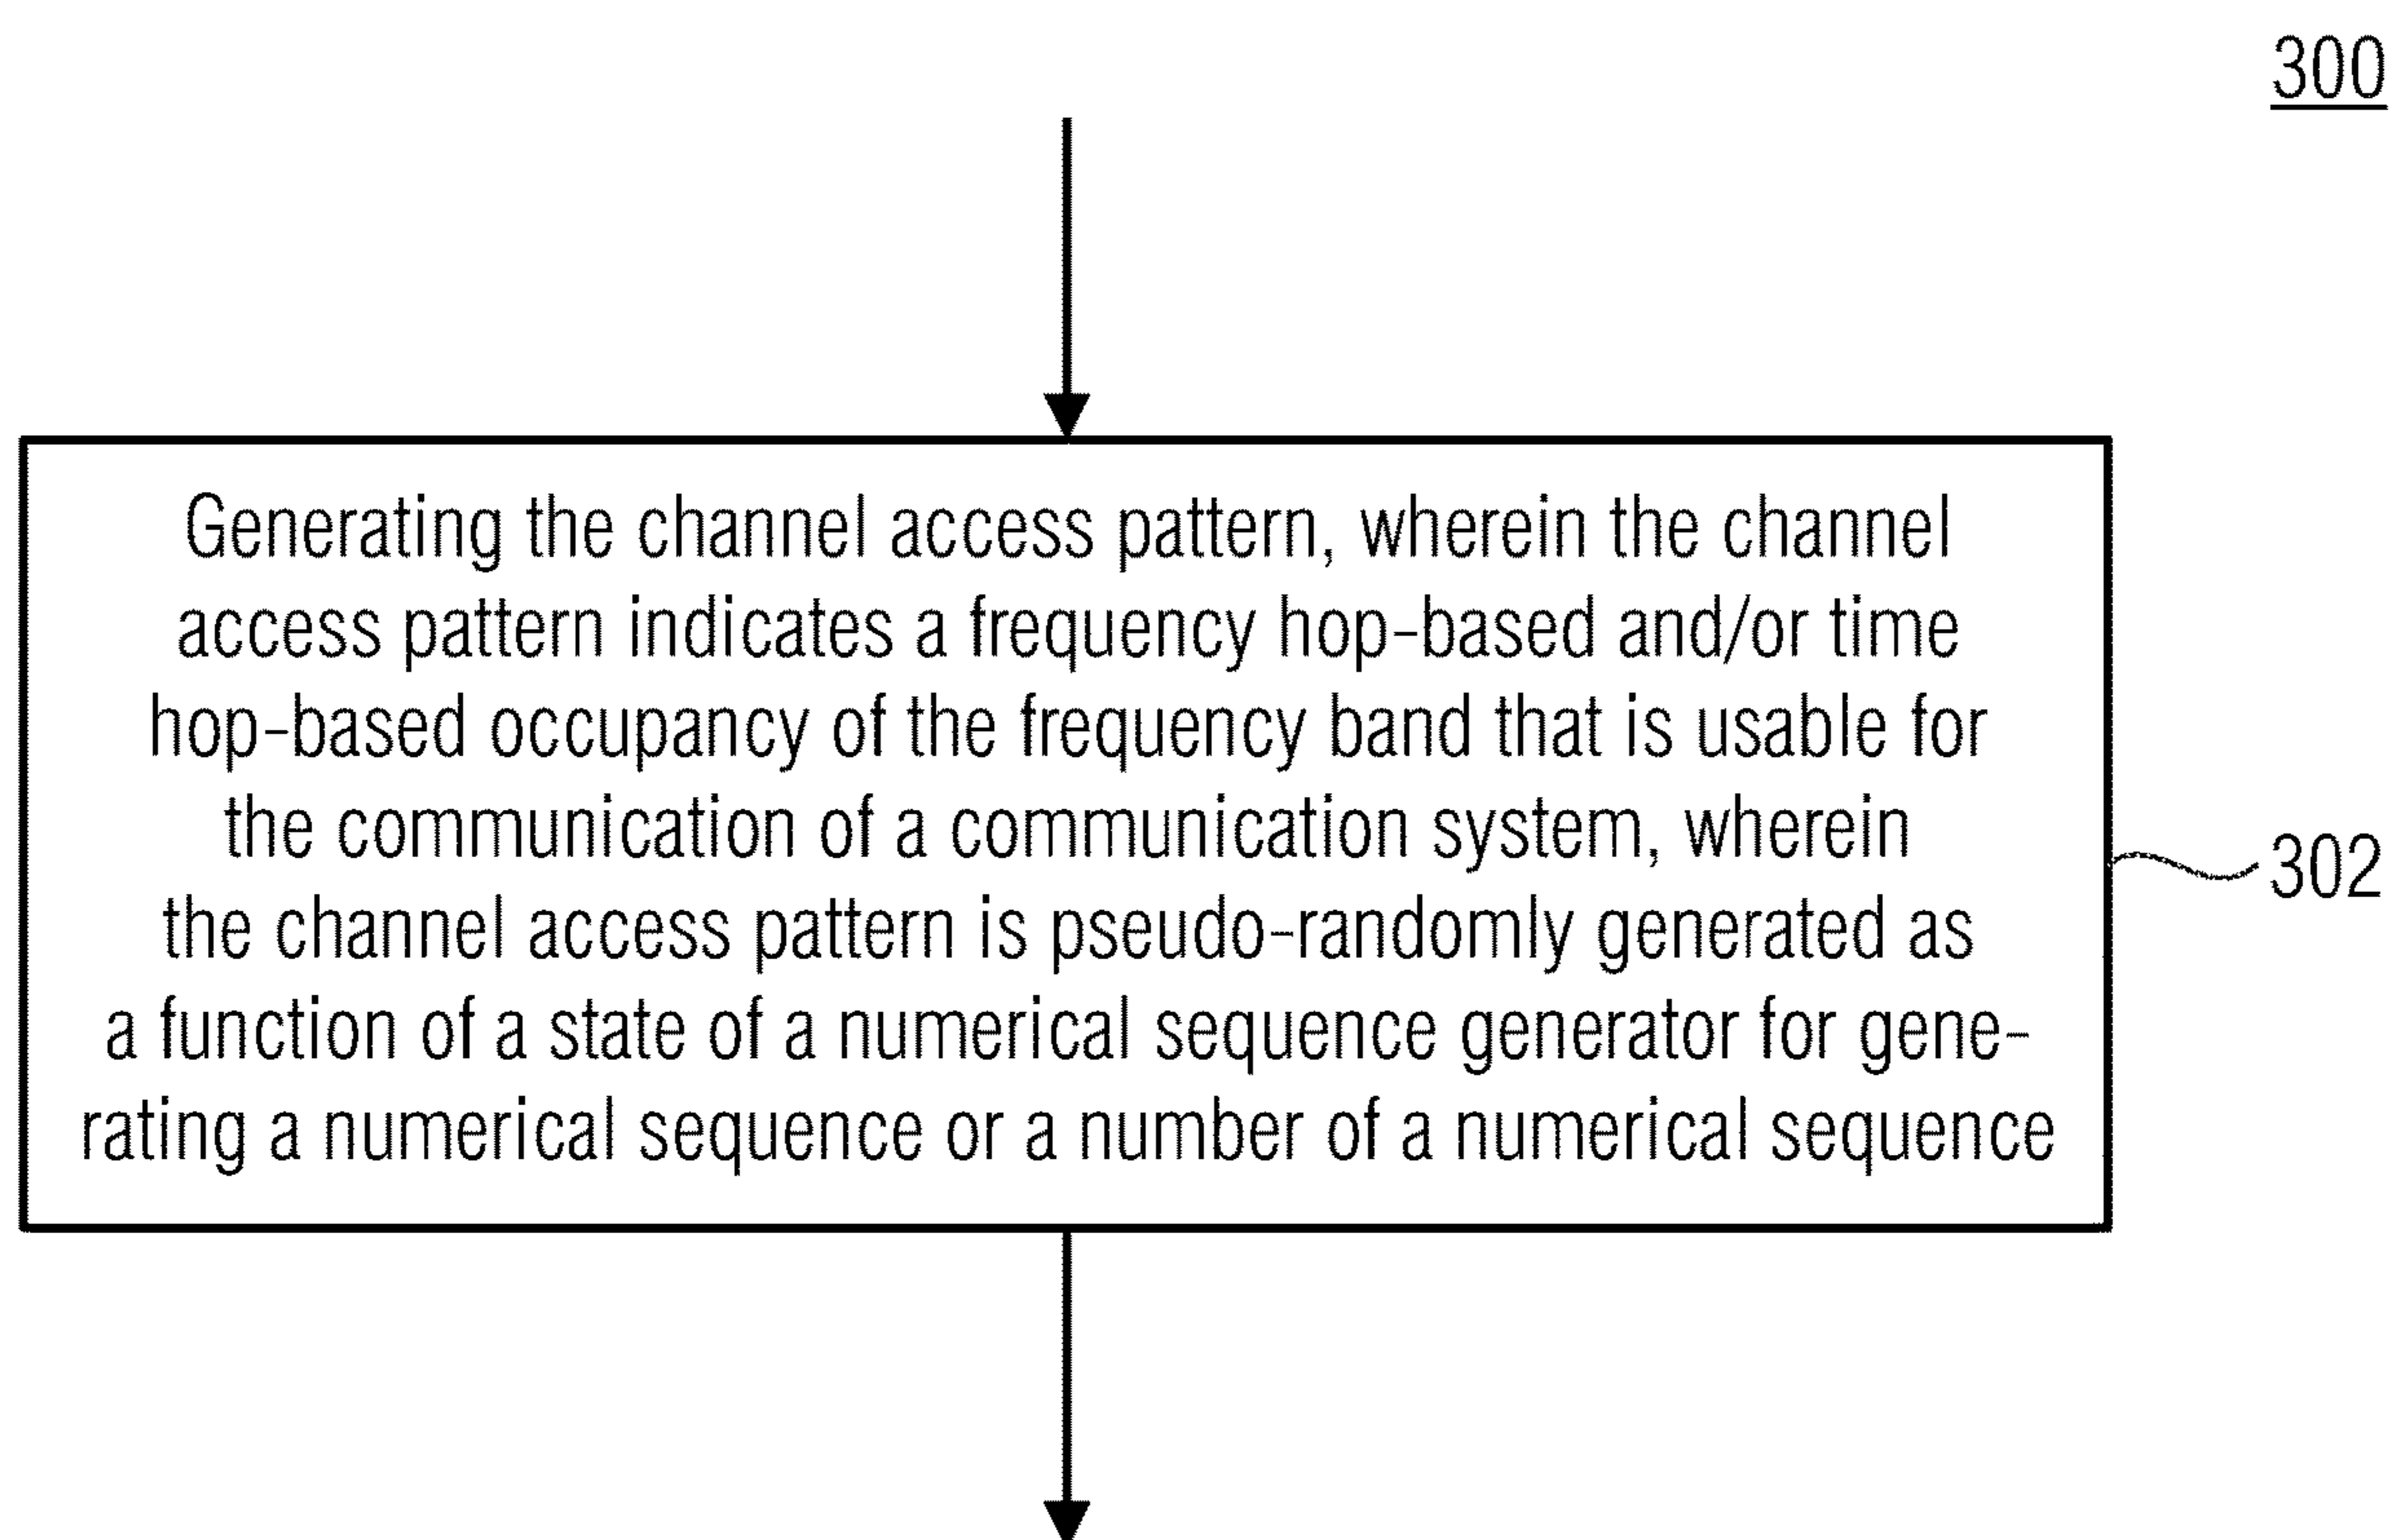 300
Generating the channel access pattern, wherein the channel
access pattern indicates a frequency hop-based and/or time
hop-based occupancy of the frequency band that is usable for
the communication of a communication system, wherein
the channel access pattern is pseudo-randomly generated as
a function of a state of a numerical sequence generator for gene-
rating a numerical sequence or a number of a numerical sequence
302